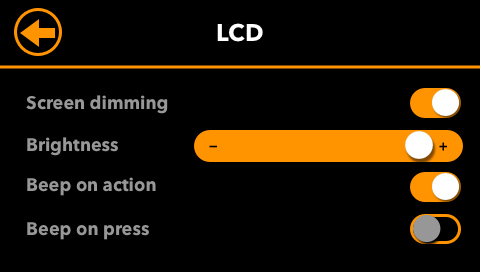 LCD
Screen dimming
Brightness - +
Beep on action
Beep on press